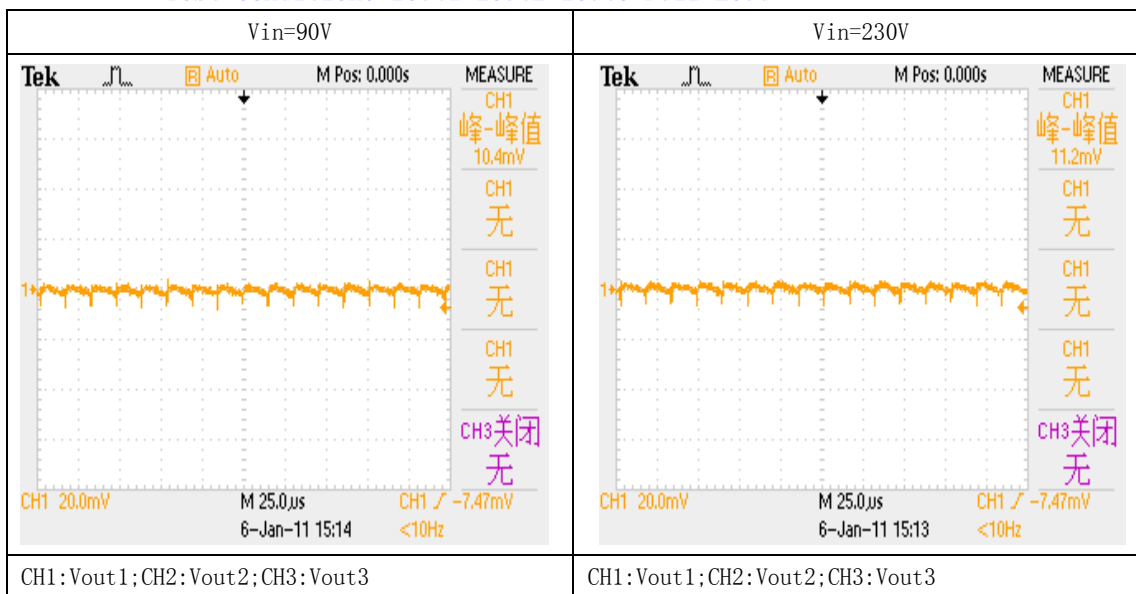 Vin=90V
Vin=230V
Tek
R Auto
M Pos: 0.000s
MEASURE
CH1
峰-峰值
10.4mV
CH1
无
CH1
无
CH1
无
CH3关闭
无
1
CH1 20.0mV
M 25.0µs
CH1
-7.47mV
6-Jan-11 15:14
<10Hz
Tek
R Auto
M Pos: 0.000s
MEASURE
CH1
峰-峰值
11.2mV
CH1
无
CH1
无
CH1
无
CH3关闭
无
1
CH1 20.0mV
M 25.0µs
CH1
-7.47mV
6-Jan-11 15:13
<10Hz
CH1:Vout1;CH2:Vout2;CH3:Vout3
CH1:Vout1;CH2:Vout2;CH3:Vout3